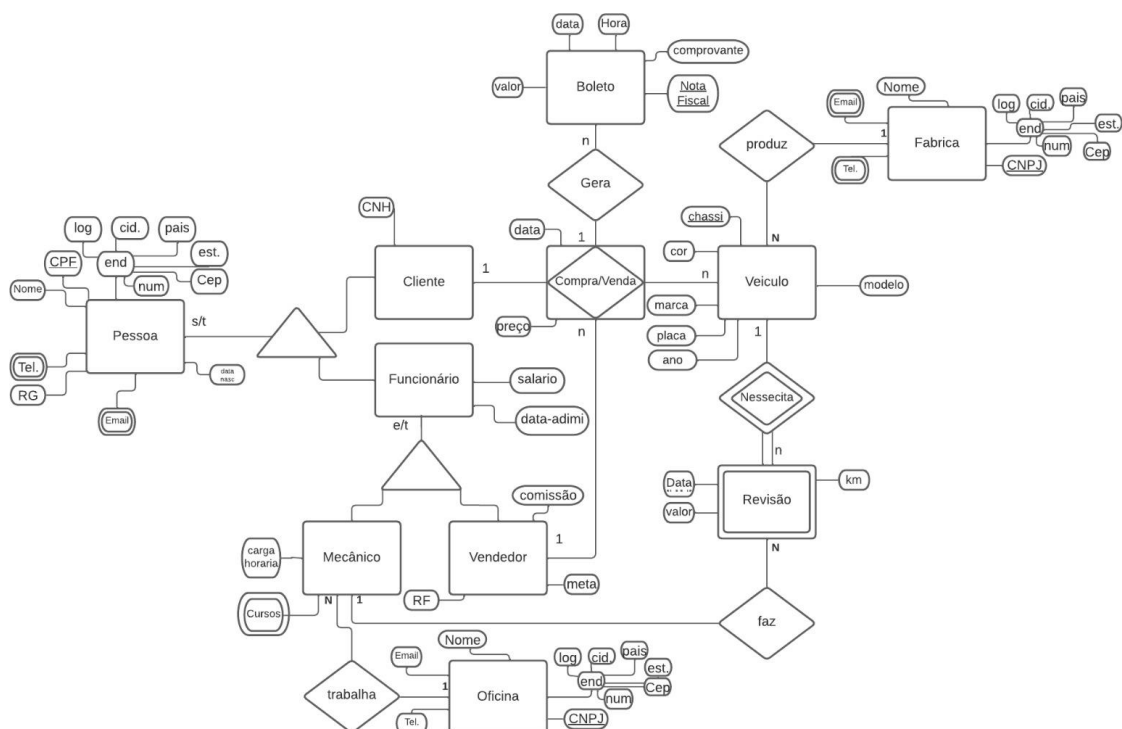 data
Hora
comprovante
valor
Boleto
Nota
Fiscal
n
Gera
1
Nome
Email
1
Tel.
Fabrica
log
cid.
pais
end
est.
num
Cep
CNPJ
produz
N
CNH
Cliente
1
data
Compra/Venda
preço
n
n
chassi
cor
marca
placa
ano
Veiculo
modelo
1
log
cid.
pais
CPF
end
est.
num
Cep
Nome
Pessoa
s/t
Tel.
RG
Email
data
nasc
Funcionário
salario
data-adimi
e/t
Nessecita
n
Data
valor
Revisão
km
N
comissão
carga
horaria
Mecânico
Vendedor
1
Cursos
N
1
RF
meta
faz
trabalha
Nome
Email
1
Tel.
Oficina
log
cid.
pais
end
est.
Cep
num
CNPJ